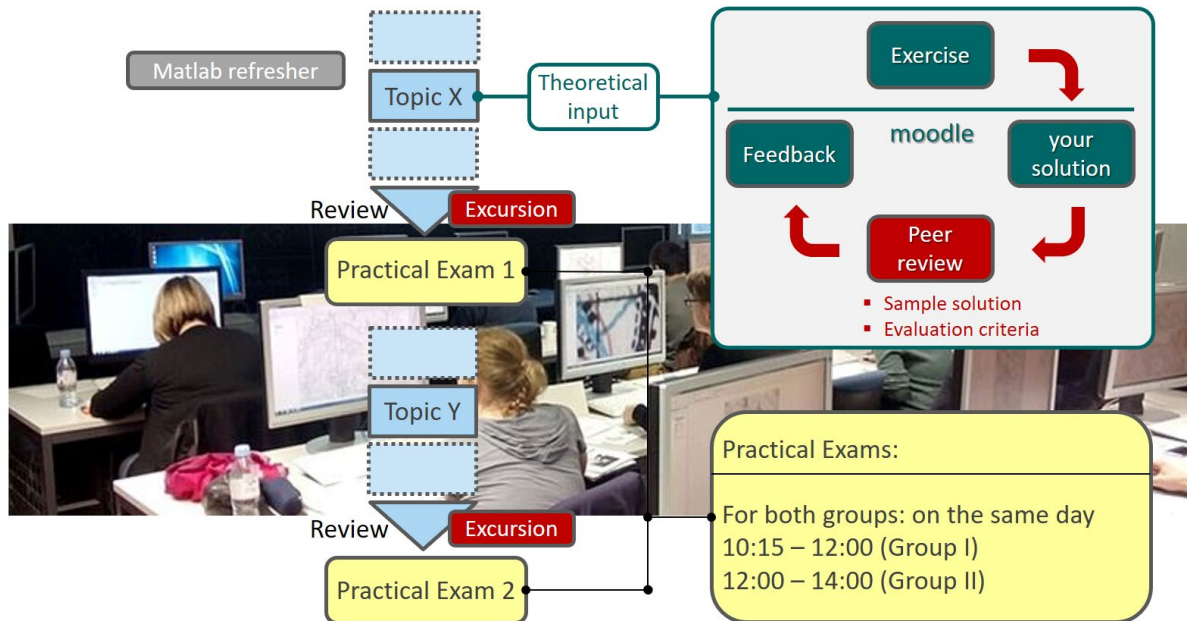 Matlab refresher
Topic X
Theoretical
input
Exercise
moodle
Feedback
your
solution
Peer
review
▪ Sample solution
▪ Evaluation criteria
Review
Excursion
Practical Exam 1
Topic Y
Review
Excursion
Practical Exam 2
Practical Exams:
For both groups: on the same day
10:15 – 12:00 (Group I)
12:00 – 14:00 (Group II)